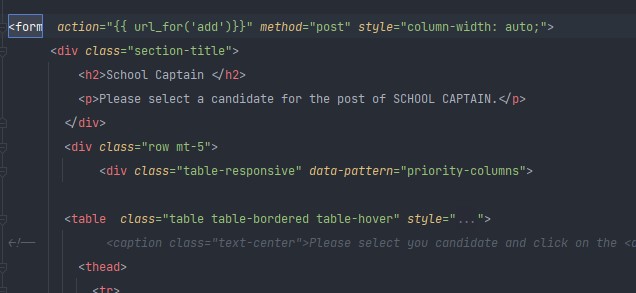 <form action="{{ url_for('add')}}" method="post" style="column-width: auto;">
<div class="section-title">
<h2>School Captain </h2>
<p>Please select a candidate for the post of SCHOOL CAPTAIN.</p>
</div>
<div class="row mt-5">
<div class="table-responsive" data-pattern="priority-columns">
<table class="table table-bordered table-hover" style="...">
<!-- <caption class="text-center">Please select you candidate and click on the <
<thead>
<tr>